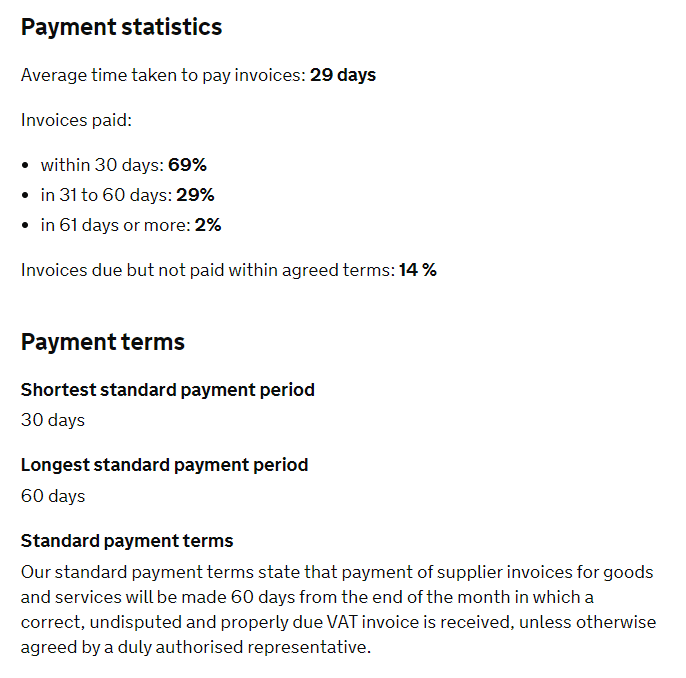 Payment statistics
Average time taken to pay invoices: 29 days
Invoices paid:
• within 30 days: 69%
• in 31 to 60 days: 29%
• in 61 days or more: 2%
Invoices due but not paid within agreed terms: 14 %
Payment terms
Shortest standard payment period
30 days
Longest standard payment period
60 days
Standard payment terms
Our standard payment terms state that payment of supplier invoices for goods
and services will be made 60 days from the end of the month in which a
correct, undisputed and properly due VAT invoice is received, unless otherwise
agreed by a duly authorised representative.